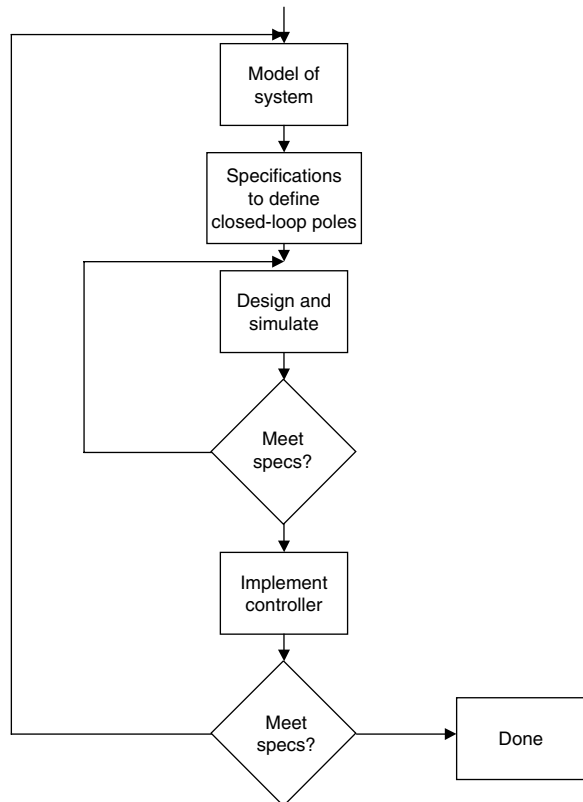 Model of
system
Specifications
to define
closed-loop poles
Design and
simulate
Meet
specs?
Implement
controller
Meet
specs?
Done